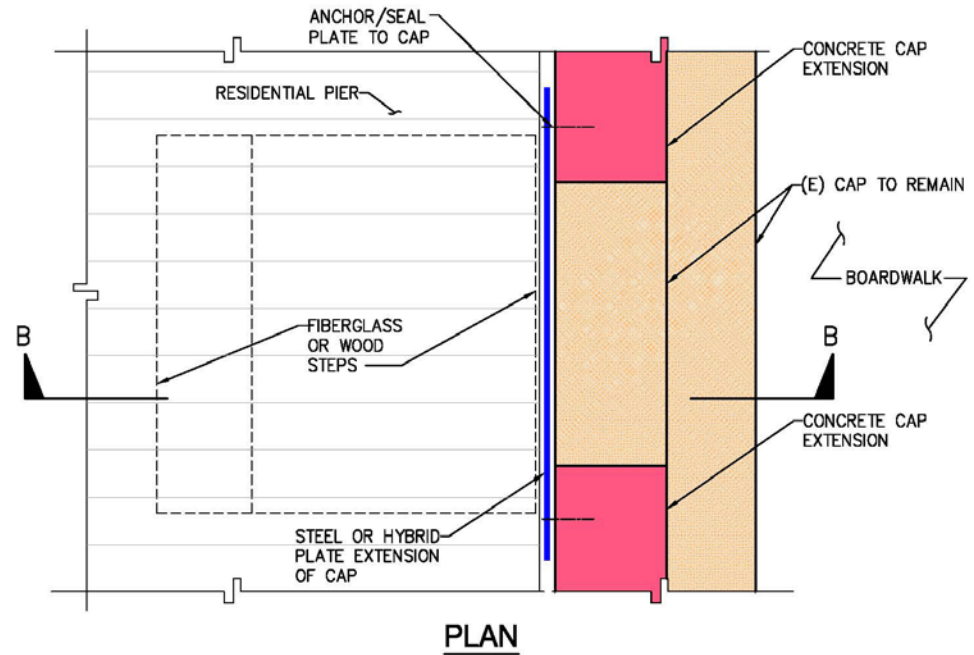 ANCHOR/SEAL
PLATE TO CAP
CONCRETE CAP
EXTENSION
RESIDENTIAL PIER
(E) CAP TO REMAIN
BOARDWALK
FIBERGLASS
OR WOOD
STEPS
B
B
CONCRETE CAP
EXTENSION
STEEL OR HYBRID
PLATE EXTENSION
OF CAP
PLAN